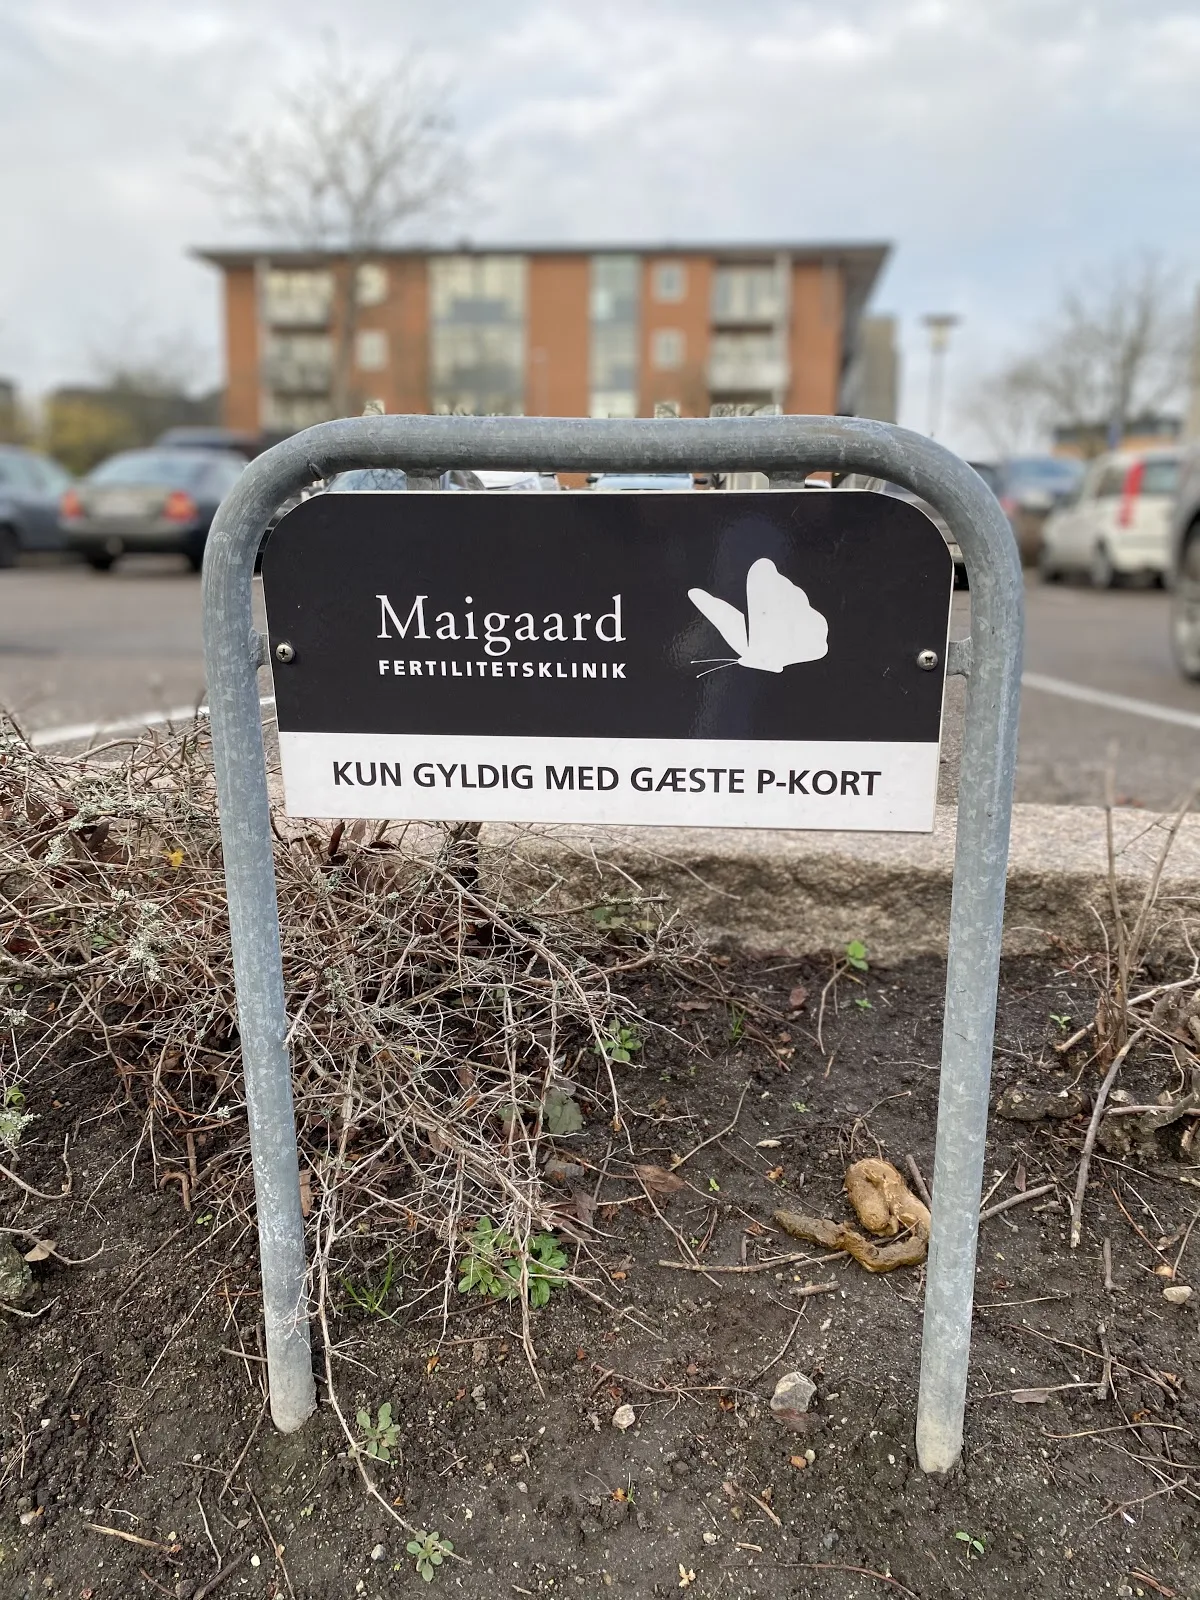 Maigaard
FERTILITETSKLINIK
KUN GYLDIG MED GÆSTE P-KORT